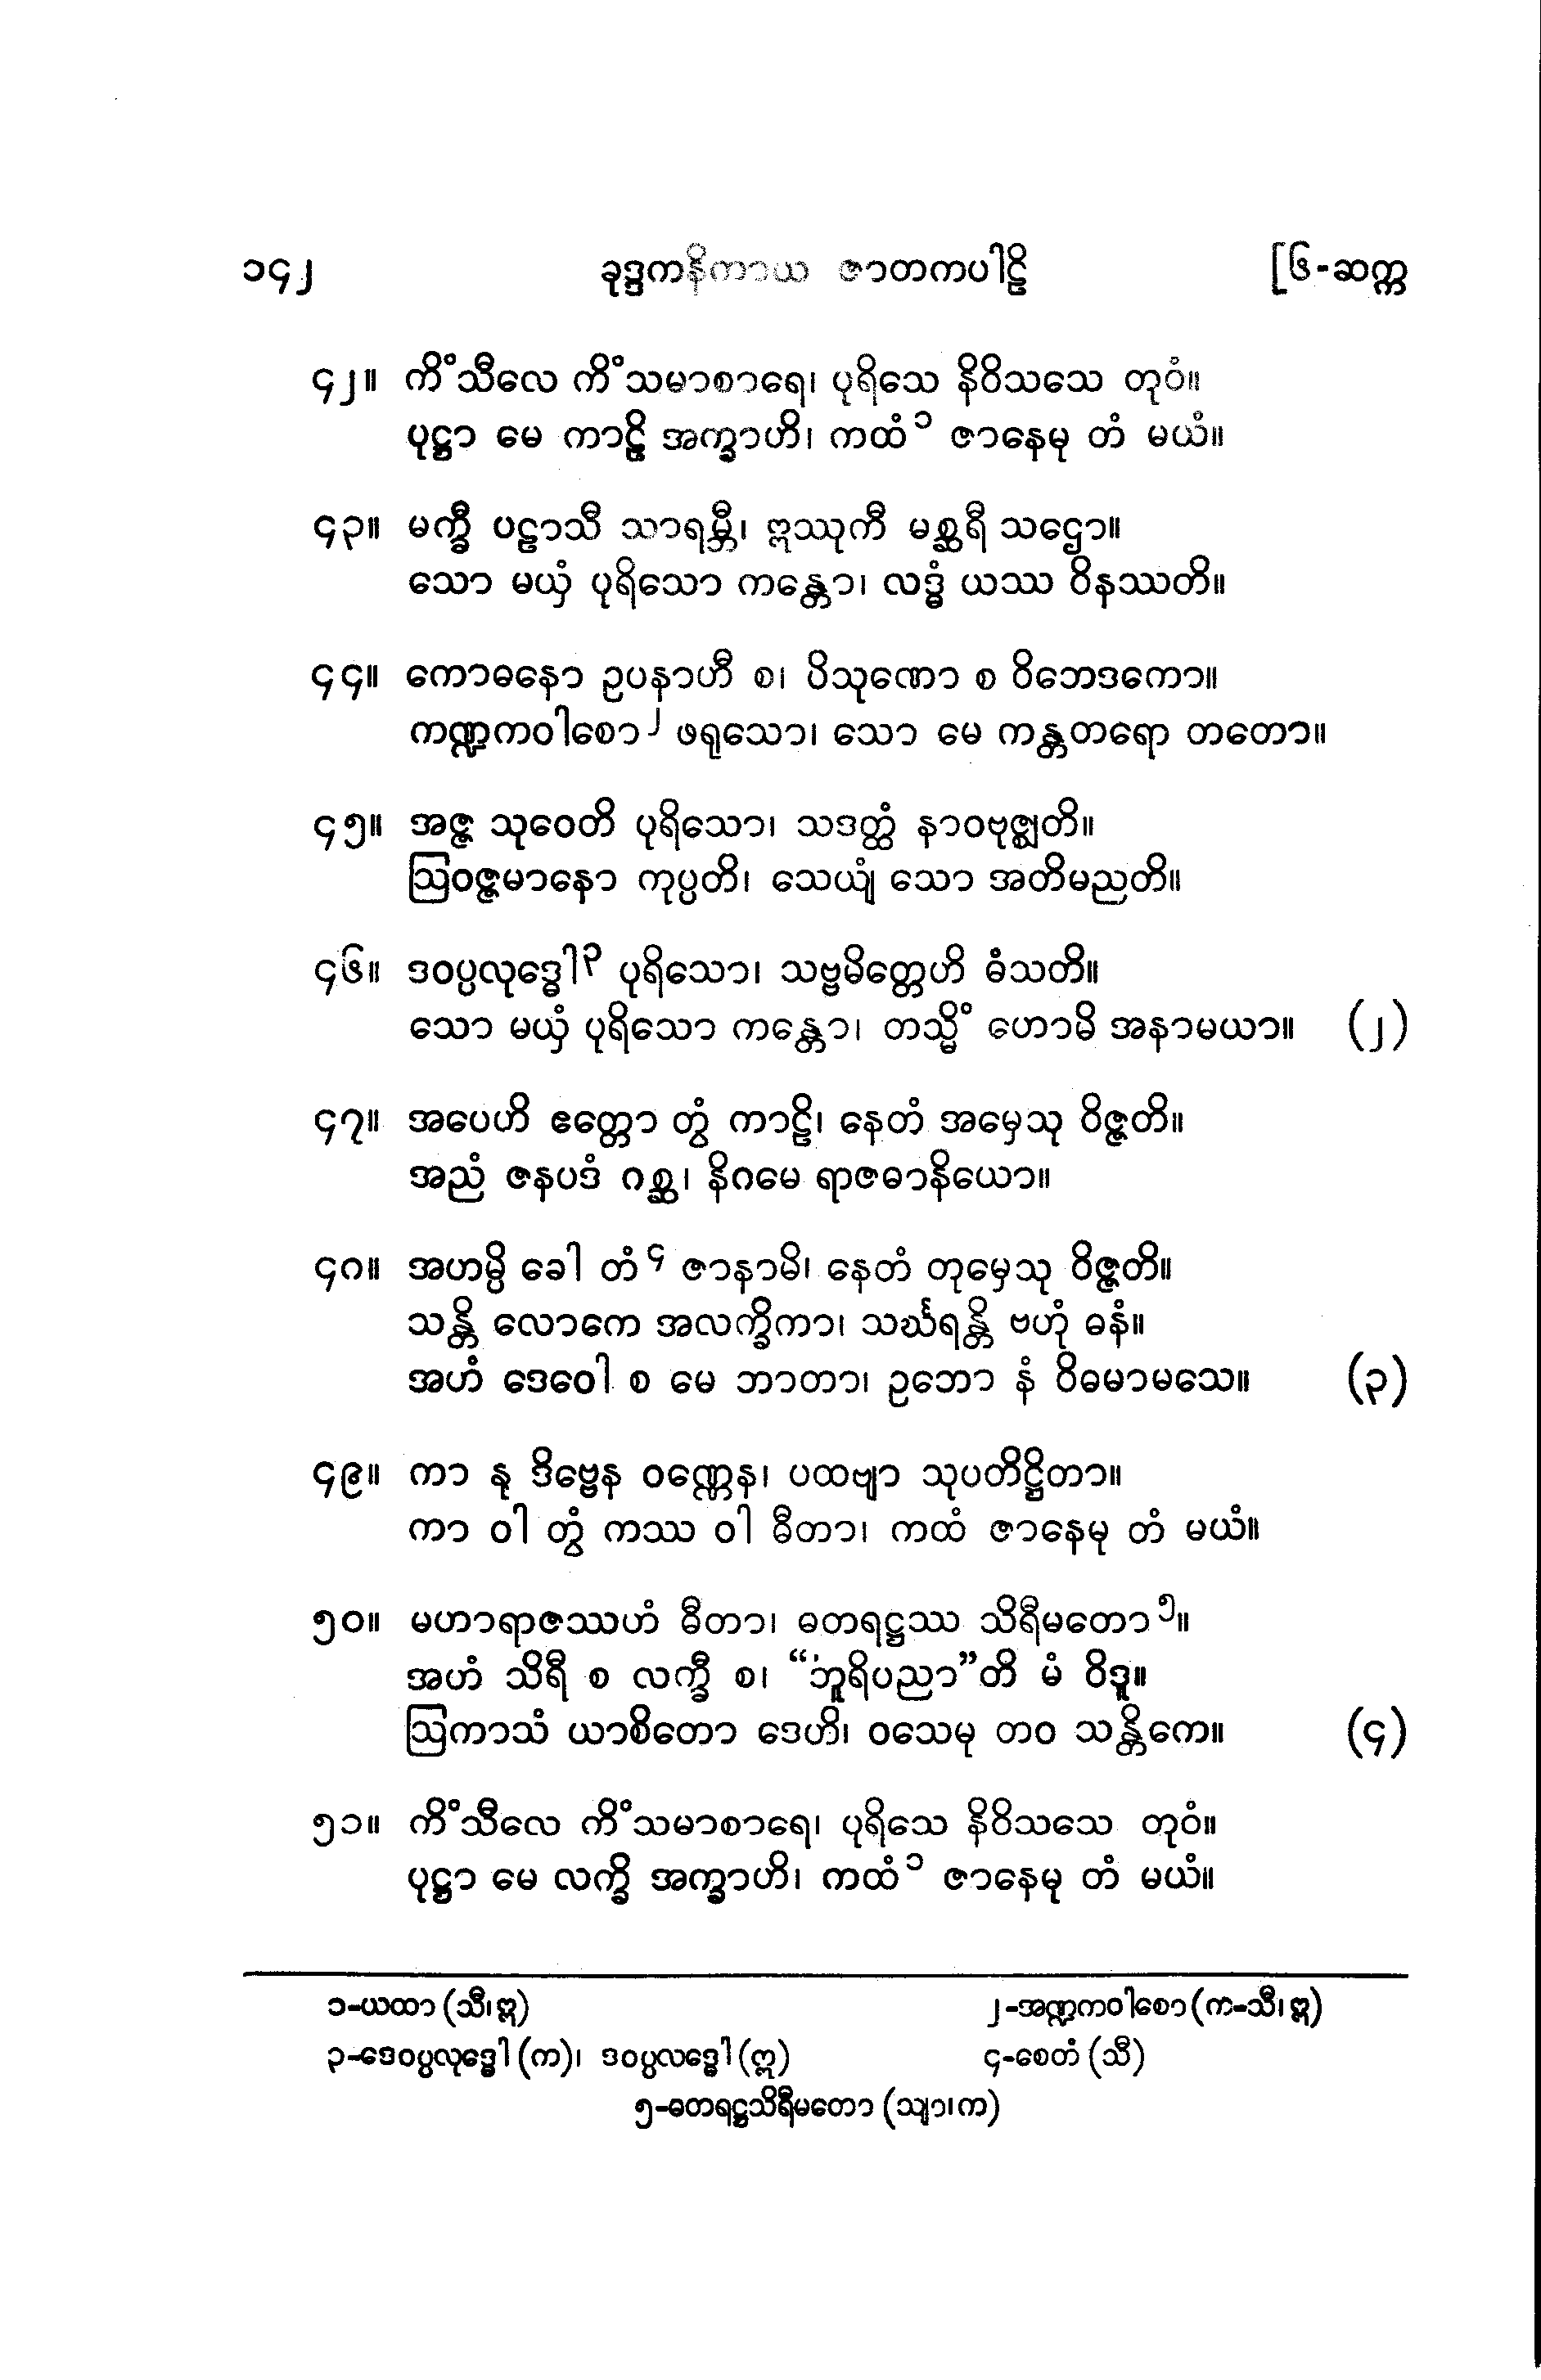 ၁၄၂ ခုဒ္ဒကနိကာယ ဇာတကပါဠိ [၆-ဆက္က
၄၂။ ကိံသီလေ ကိံသမာစာရေ၊ ပုရိသေ နိဝိသသေ တုဝံ။
ပုဋ္ဌာ မေ ကာဠိ အက္ခာဟိ၊ ကထံ ၁ ဇာနေမု တံ မယံ။
၄၃။ မက္ခီ ပဠာသီ သာရမ္ဘီ၊ ဣဿုကီ မစ္ဆရီ သဌော။
သော မယှံ ပုရိသော ကန္တော၊ လဒ္ဓံ ယဿ ဝိနဿတိ။
၄၄။ ကောဓနော ဥပနာဟီ စ၊ ပိသုဏော စ ဝိဘေဒကော။
ကဏ္ဍကဝါစော ၂ ဖရုသော၊ သော မေ ကန္တတရော တတော။
၄၅။ အဇ္ဇ သုဝေတိ ပုရိသော၊ သဒတ္ထံ နာဝဗုဇ္ဈတိ။
ဩဝဇ္ဇမာနော ကုပ္ပတိ၊ သေယျံ သော အတိမညတိ။
၄၆။ ဒဝပ္ပလုဒ္ဓေါ ၃ ပုရိသော၊ သဗ္ဗမိတ္တေဟိ ဓံသတိ။
သော မယှံ ပုရိသော ကန္တော၊ တသ္မိံ ဟောမိ အနာမယာ။ (၂)
၄၇။ အပေဟိ ဧတ္တော တွံ ကာဠိ၊ နေတံ အမှေသု ဝိဇ္ဇတိ။
အညံ ဇနပဒံ ဂစ္ဆ၊ နိဂမေ ရာဇဓာနိယော။
၄၈။ အဟမ္ပိ ခေါ တံ ၄ ဇာနာမိ၊ နေတံ တုမှေသု ဝိဇ္ဇတိ။
သန္တိ လောကေ အလက္ခိကာ၊ သင်္ဃရန္တိ ဗဟုံ ဓနံ။
အဟံ ဒေဝေါ စ မေ ဘာတာ၊ ဥဘော နံ ဝိဓမာမသေ။ (၃)
၄၉။ ကာ နု ဒိဗ္ဗေန ဝဏ္ဏေန၊ ပထဗျာ သုပတိဋ္ဌိတာ။
ကာ ဝါ တွံ ကဿ ဝါ ဓီတာ၊ ကထံ ဇာနေမု တံ မယံ။
၅၀။ မဟာရာဇဿဟံ ဓီတာ၊ ဓတရဋ္ဌဿ သိရီမတော ၅။
အဟံ သိရီ စ လက္ခီ စ၊ “ဘူရိပညာ”တိ မံ ဝိဒူ။
ဩကာသံ ယာစိတော ဒေဟိ၊ ဝသေမု တဝ သန္တိကေ။ (၄)
၅၁။ ကိံသီလေ ကိံသမာစာရေ၊ ပုရိသေ နိဝိသသေ တုဝံ။
ပုဋ္ဌာ မေ လက္ခိ အက္ခာဟိ၊ ကထံ ၁ ဇာနေမု တံ မယံ။
၁-ယထာ (သီ၊ ဣ) ၂-အဏ္ဍကဝါစော (က-သီ၊ ဣ)
၃-ဒေဝပ္ပလုဒ္ဓေါ (က)၊ ဒဝပ္ပလဒ္ဓေါ (ဣ) ၄-စေတံ (သီ)
၅-ဓတရဋ္ဌသိရီမတော (သျာ၊ က)